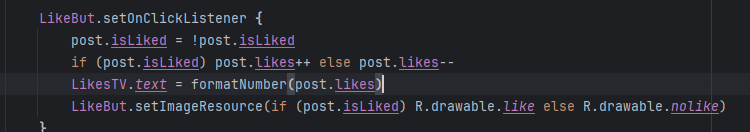 LikeBut.setOnClickListener {
post.isLiked = !post.isLiked
if (post.isLiked) post.likes++ else post.likes--
LikesTV.text = formatNumber(post.likes)
LikeBut.setImageResource(if (post.isLiked) R.drawable.like else R.drawable.nolike)
}